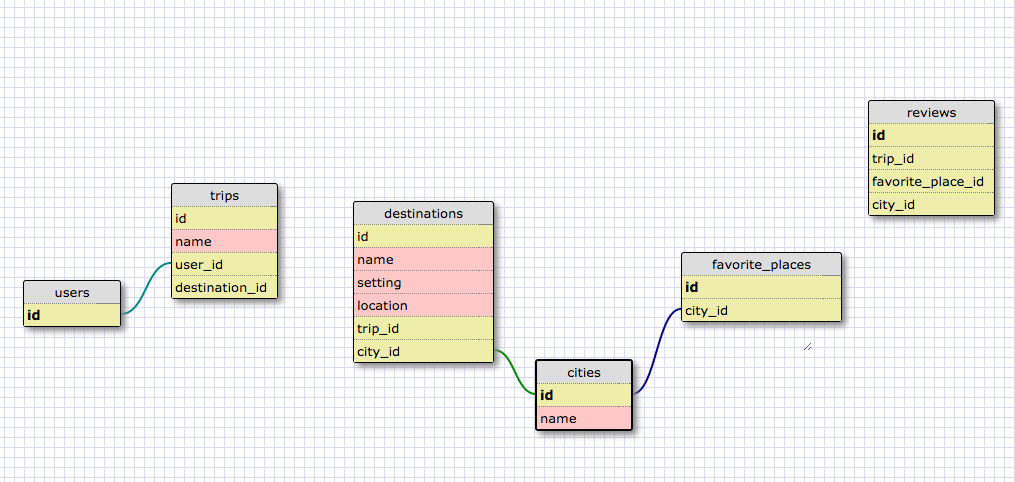 users
id
trips
id
name
user_id
destination_id
destinations
id
name
setting
location
trip_id
city_id
cities
id
name
favorite_places
id
city_id
reviews
id
trip_id
favorite_place_id
city_id